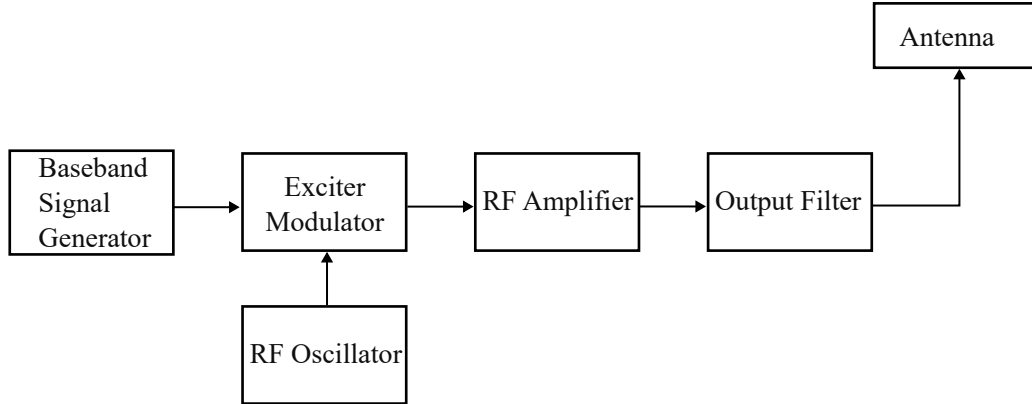 Antenna
Baseband
Signal
Generator
Exciter
Modulator
RF Amplifier
Output Filter
RF Oscillator